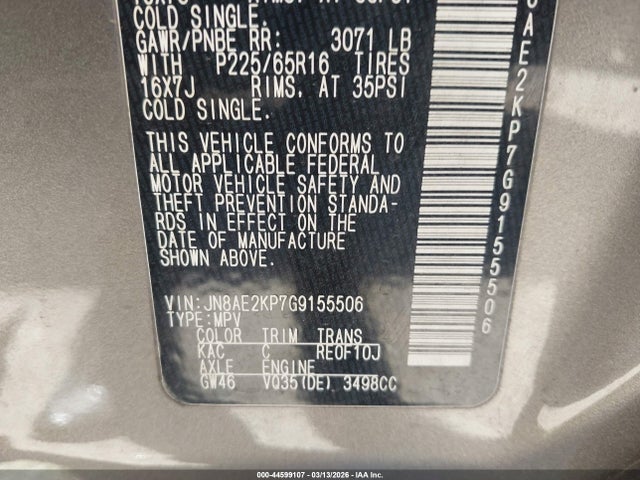 COLD SINGLE.
GAWR/PNBE RR: 3071 LB
WITH P225/65R16 TIRES
16X7J RIMS, AT 35PSI
COLD SINGLE.
THIS VEHICLE CONFORMS TO
ALL APPLICABLE FEDERAL
MOTOR VEHICLE SAFETY AND
THEFT PREVENTION STANDA-
RDS IN EFFECT ON THE
DATE OF MANUFACTURE
SHOWN ABOVE.
VIN:JN8AE2KP7G9155506
TYPE:MPV
COLOR TRIM TRANS
KAC C RE0F10J
AXLE ENGINE
GW46 VQ35(DE) 3498CC
AE2KP7G9155506
000-44599107 - 03/13/2026 - IAA Inc.